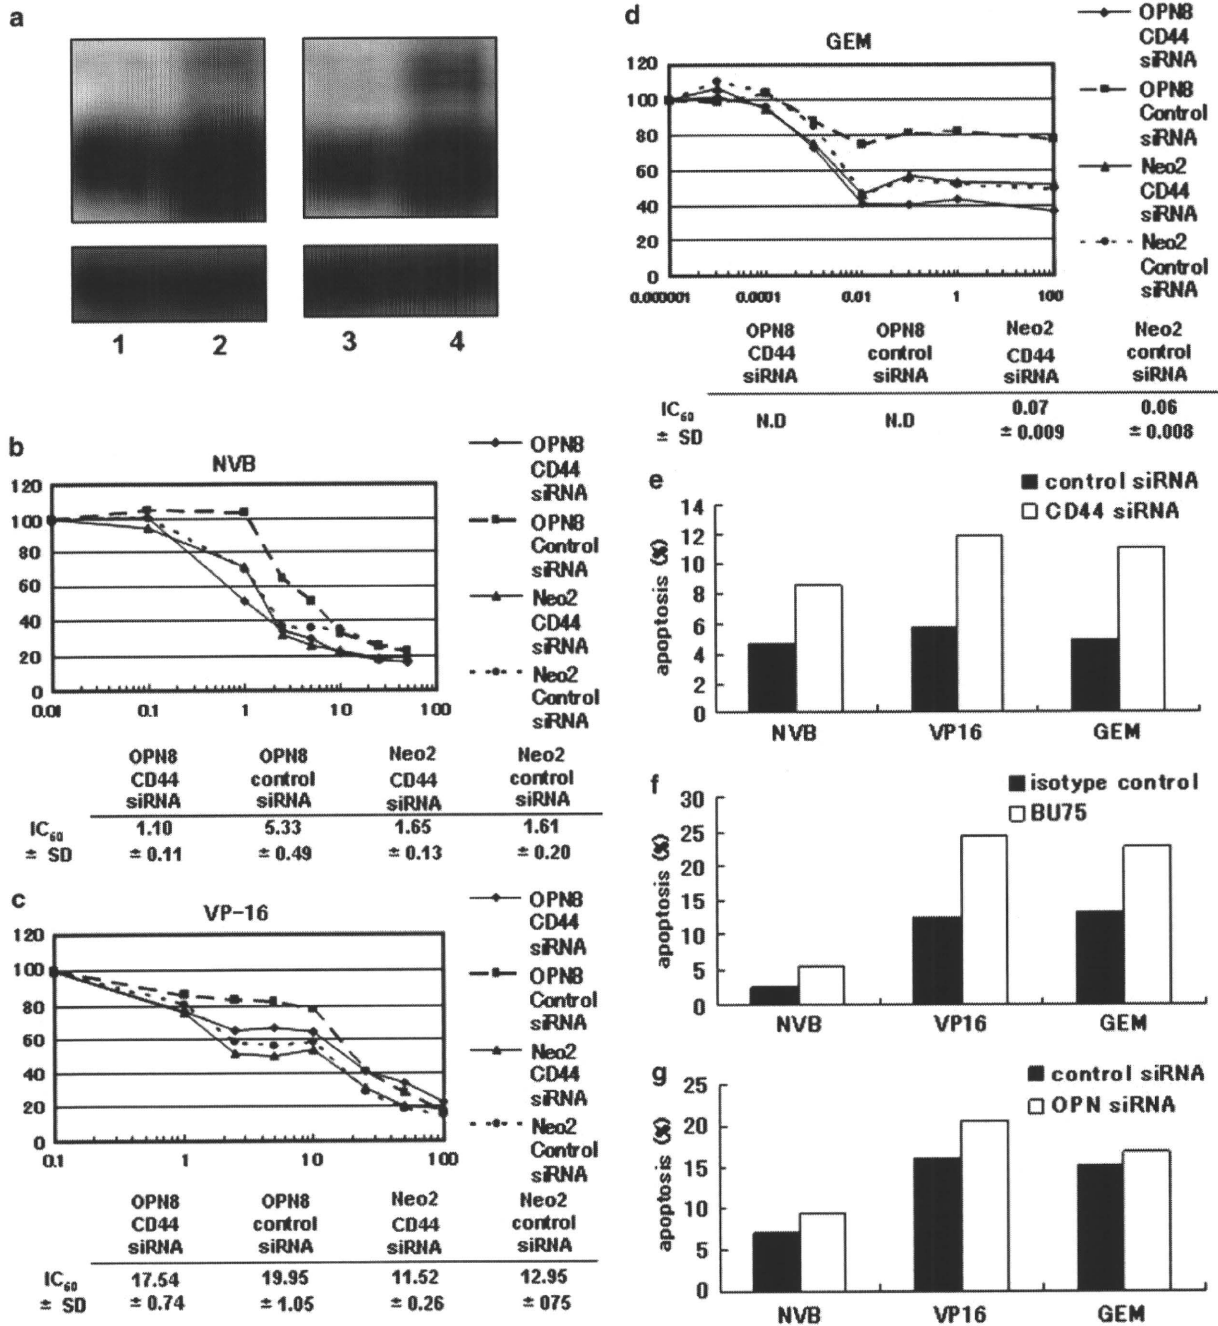 a
1 2 3 4
b
NVB
120
100
80
60
40
20
0
0.01 0.1 1 10 100
OPN8
CD44
siRNA
OPN8
Control
siRNA
Neo2
CD44
siRNA
Neo2
Control
siRNA
OPN8 OPN8 Neo2 Neo2
CD44 control CD44 control
siRNA siRNA siRNA siRNA
IC60 1.10 5.33 1.65 1.61
± SD ± 0.11 ± 0.49 ± 0.13 ± 0.20
c
VP-16
120
100
80
60
40
20
0
0.1 1 10 100
OPN8
CD44
siRNA
OPN8
Control
siRNA
Neo2
CD44
siRNA
Neo2
Control
siRNA
OPN8 OPN8 Neo2 Neo2
CD44 control CD44 control
siRNA siRNA siRNA siRNA
IC60 17.54 19.95 11.52 12.95
± SD ± 0.74 ± 1.05 ± 0.26 ± 075
d
GEM
120
100
80
60
40
20
0
0.000001 0.0001 0.01 1 100
OPN8
CD44
siRNA
OPN8
Control
siRNA
Neo2
CD44
siRNA
Neo2
Control
siRNA
OPN8 OPN8 Neo2 Neo2
CD44 control CD44 control
siRNA siRNA siRNA siRNA
IC60 N.D N.D 0.07 0.06
± SD ± 0.009 ± 0.008
e
control siRNA
CD44 siRNA
apoptosis (%)
14
12
10
8
6
4
2
0
NVB VP16 GEM
f
isotype control
BU75
apoptosis (%)
30
25
20
15
10
5
0
NVB VP16 GEM
g
control siRNA
OPN siRNA
apoptosis (%)
25
20
15
10
5
0
NVB VP16 GEM